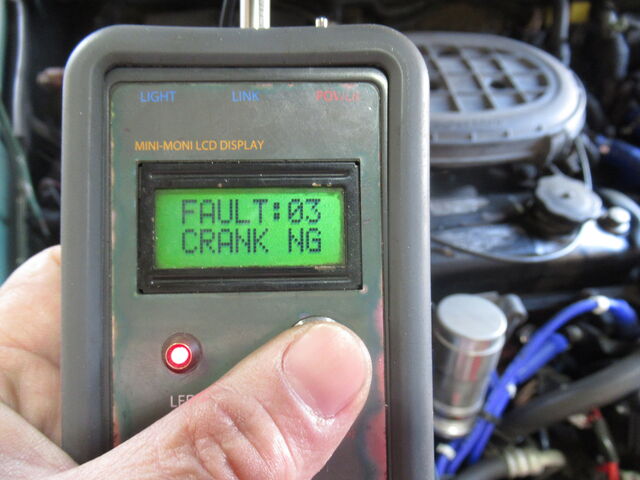 LIGHT LINK POWER
MINI-MONI LCD DISPLAY
FAULT:03
CRANK NG